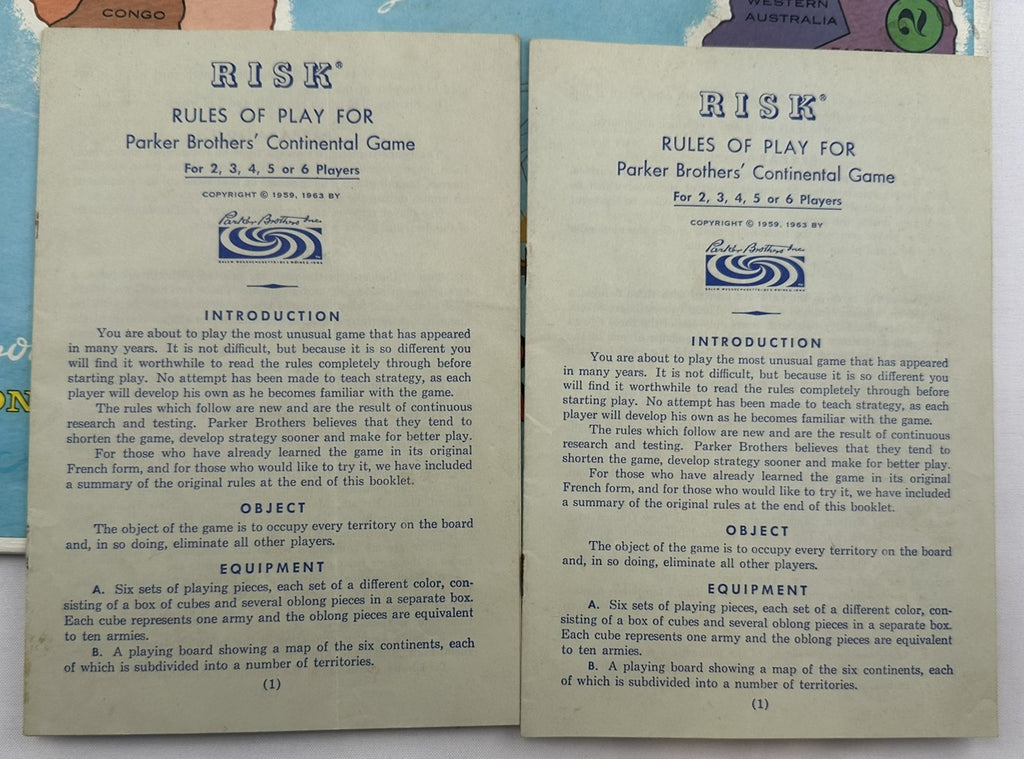 CONGO
WESTERN
AUSTRALIA
RISK®
RULES OF PLAY FOR
Parker Brothers' Continental Game
For 2, 3, 4, 5 or 6 Players
COPYRIGHT © 1959, 1963 BY
Parker Brothers Inc.
INTRODUCTION
You are about to play the most unusual game that has appeared
in many years. It is not difficult, but because it is so different you
will find it worthwhile to read the rules completely through before
starting play. No attempt has been made to teach strategy, as each
player will develop his own as he becomes familiar with the game.
The rules which follow are new and are the result of continuous
research and testing. Parker Brothers believes that they tend to
shorten the game, develop strategy sooner and make for better play.
For those who have already learned the game in its original
French form, and for those who would like to try it, we have included
a summary of the original rules at the end of this booklet.
OBJECT
The object of the game is to occupy every territory on the board
and, in so doing, eliminate all other players.
EQUIPMENT
A. Six sets of playing pieces, each set of a different color, con-
sisting of a box of cubes and several oblong pieces in a separate box.
Each cube represents one army and the oblong pieces are equivalent
to ten armies.
B. A playing board showing a map of the six continents, each
of which is subdivided into a number of territories.
(1)
RISK®
RULES OF PLAY FOR
Parker Brothers' Continental Game
For 2, 3, 4, 5 or 6 Players
COPYRIGHT © 1959, 1963 BY
Parker Brothers Inc.
INTRODUCTION
You are about to play the most unusual game that has appeared
in many years. It is not difficult, but because it is so different you
will find it worthwhile to read the rules completely through before
starting play. No attempt has been made to teach strategy, as each
player will develop his own as he becomes familiar with the game.
The rules which follow are new and are the result of continuous
research and testing. Parker Brothers believes that they tend to
shorten the game, develop strategy sooner and make for better play.
For those who have already learned the game in its original
French form, and for those who would like to try it, we have included
a summary of the original rules at the end of this booklet.
OBJECT
The object of the game is to occupy every territory on the board
and, in so doing, eliminate all other players.
EQUIPMENT
A. Six sets of playing pieces, each set of a different color, con-
sisting of a box of cubes and several oblong pieces in a separate box.
Each cube represents one army and the oblong pieces are equivalent
to ten armies.
B. A playing board showing a map of the six continents, each
of which is subdivided into a number of territories.
(1)